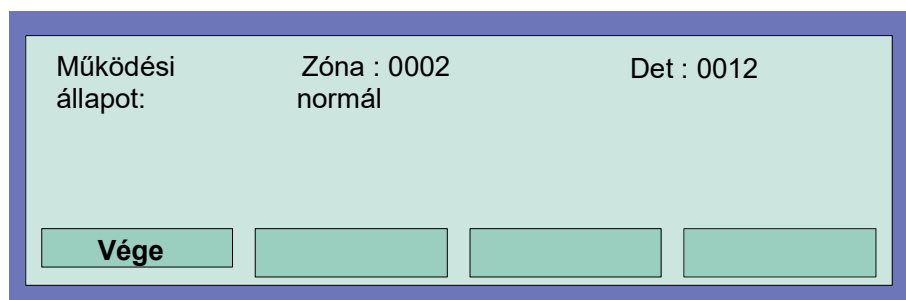 Működési Zóna : 0002 Det : 0012
állapot: normál
Vége